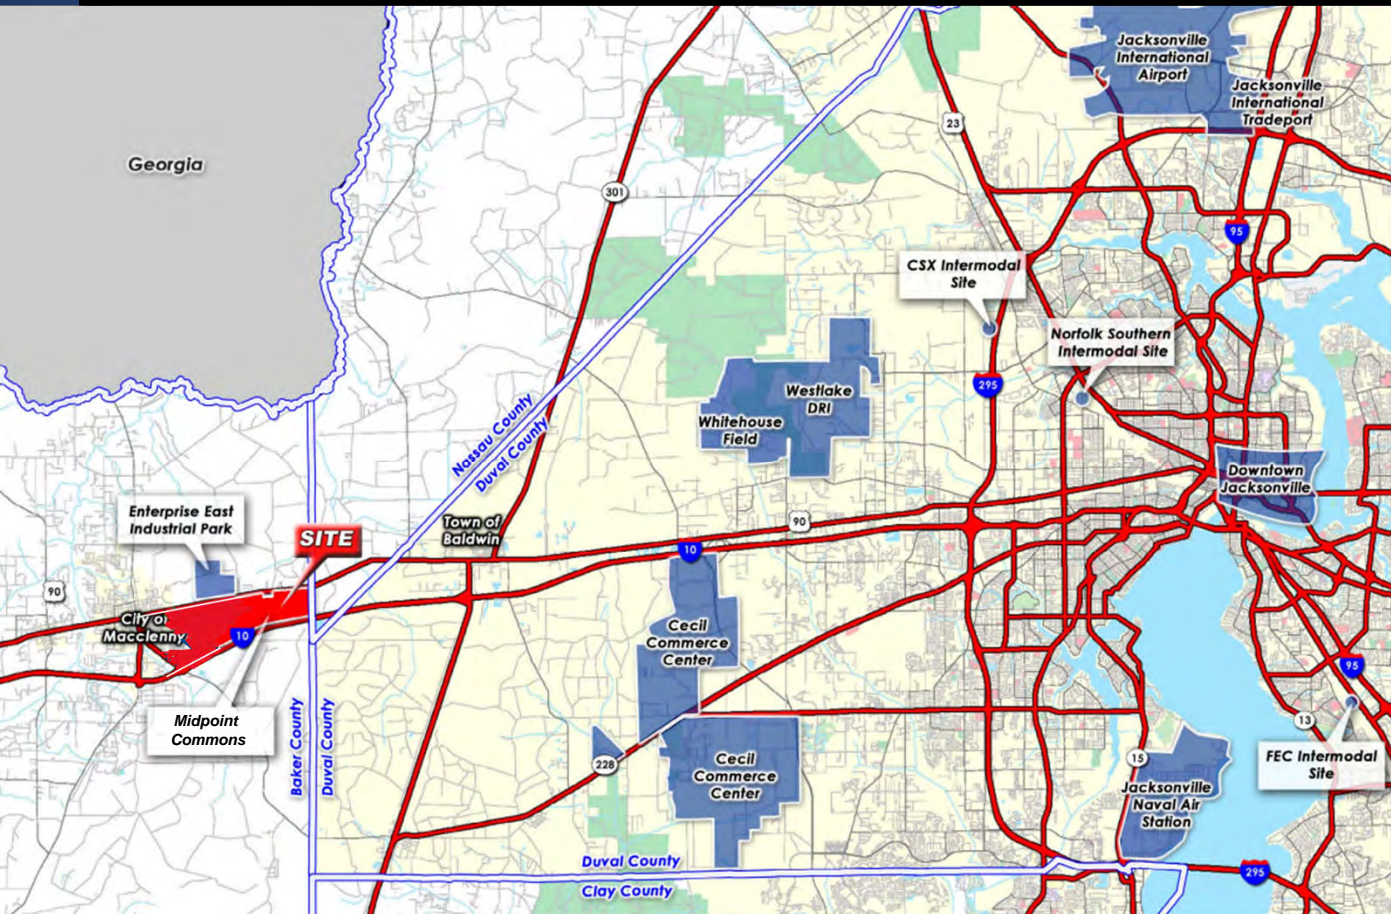 Jacksonville
International
Airport
Jacksonville
International
Tradeport
23
Georgia
301
95
CSX Intermodal
Site
Norfolk Southern
Intermodal Site
295
Westlake
DRI
Whitehouse
Field
Nassau County
Duval County
Downtown
Jacksonville
Enterprise East
Industrial Park
SITE
Town of
Baldwin
90
10
90
City of
Macclenny
10
Cecil
Commerce
Center
95
Midpoint
Commons
Baker County
Duval County
13
228
15
FEC Intermodal
Site
Cecil
Commerce
Center
Jacksonville
Naval Air
Station
Duval County
Clay County
295